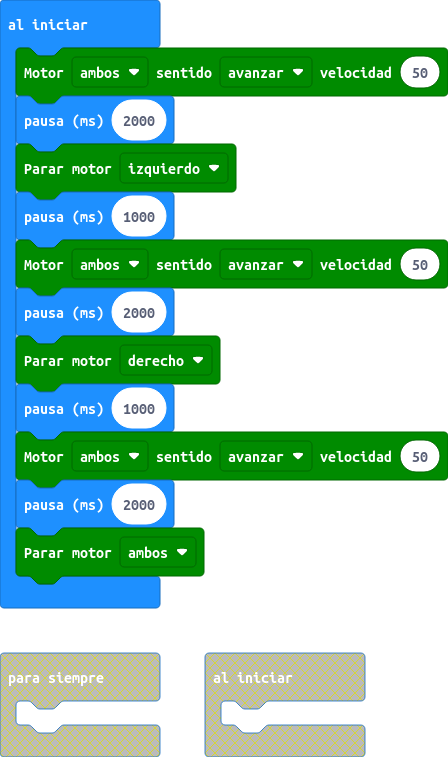 al iniciar
Motor ambos sentido avanzar velocidad 50
pausa (ms) 2000
Parar motor izquierdo
pausa (ms) 1000
Motor ambos sentido avanzar velocidad 50
pausa (ms) 2000
Parar motor derecho
pausa (ms) 1000
Motor ambos sentido avanzar velocidad 50
pausa (ms) 2000
Parar motor ambos
para siempre
al iniciar